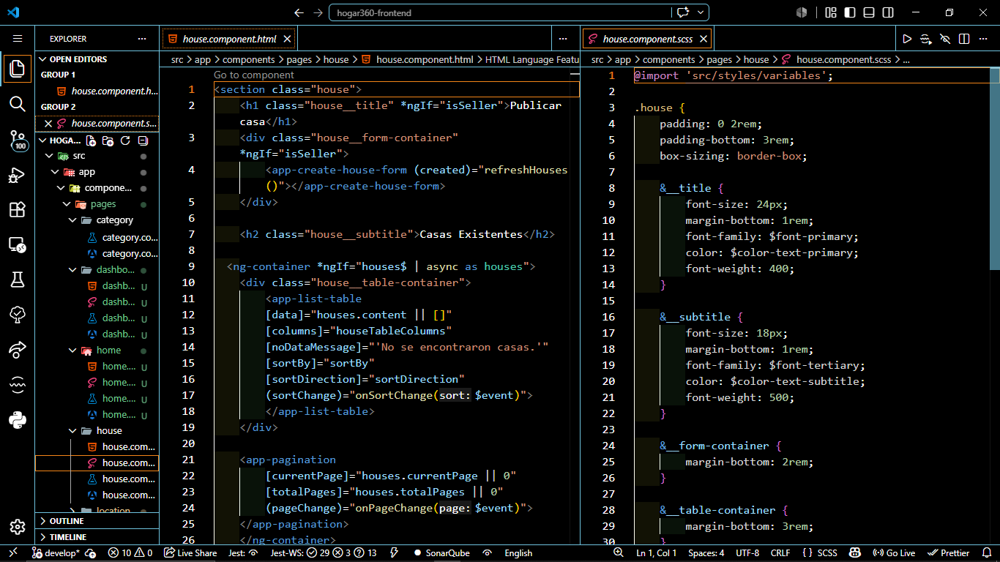 hogar360-frontend
EXPLORER
OPEN EDITORS
GROUP 1
house.component.h...
GROUP 2
house.component.s...
HOGA...
src
app
compone...
pages
category
category.co...
category.co...
dashbo...
dashb... U
dashb... U
dashb... U
dashb... U
home
home.... U
home.... U
home.... U
home.... U
house
house.com...
house.com...
house.com...
house.com...
location
OUTLINE
TIMELINE
100
house.component.html
src > app > components > pages > house > house.component.html > HTML Language Featu
Go to component
1 <section class="house">
2 <h1 class="house__title" *ngIf="isSeller">Publicar
casa</h1>
3 <div class="house__form-container"
*ngIf="isSeller">
4 <app-create-house-form (created)="refreshHouses
()"></app-create-house-form>
5 </div>
6
7 <h2 class="house__subtitle">Casas Existentes</h2>
8
9 <ng-container *ngIf="houses$ | async as houses">
10 <div class="house__table-container">
11 <app-list-table
12 [data]="houses.content || []"
13 [columns]="houseTableColumns"
14 [noDataMessage]="'No se encontraron casas.'"
15 [sortBy]="sortBy"
16 [sortDirection]="sortDirection"
17 (sortChange)="onSortChange(sort: $event)">
18 </app-list-table>
19 </div>
20
21 <app-pagination
22 [currentPage]="houses.currentPage || 0"
23 [totalPages]="houses.totalPages || 0"
24 (pageChange)="onPageChange(page: $event)">
25 </app-pagination>
26 </ng-container>
house.component.scss
src > app > components > pages > house > house.component.scss > ...
1 @import 'src/styles/variables';
2
3 .house {
4 padding: 0 2rem;
5 padding-bottom: 3rem;
6 box-sizing: border-box;
7
8 &__title {
9 font-size: 24px;
10 margin-bottom: 1rem;
11 font-family: $font-primary;
12 color: $color-text-primary;
13 font-weight: 400;
14 }
15
16 &__subtitle {
17 font-size: 18px;
18 margin-bottom: 1rem;
19 font-family: $font-tertiary;
20 color: $color-text-subtitle;
21 font-weight: 500;
22 }
23
24 &__form-container {
25 margin-bottom: 2rem;
26 }
27
28 &__table-container {
29 margin-bottom: 3rem;
30 }
develop* 10 0 Live Share Jest: Jest-WS: 29 3 13 SonarQube English Ln 1, Col 1 Spaces: 4 UTF-8 CRLF { } SCSS Go Live Prettier